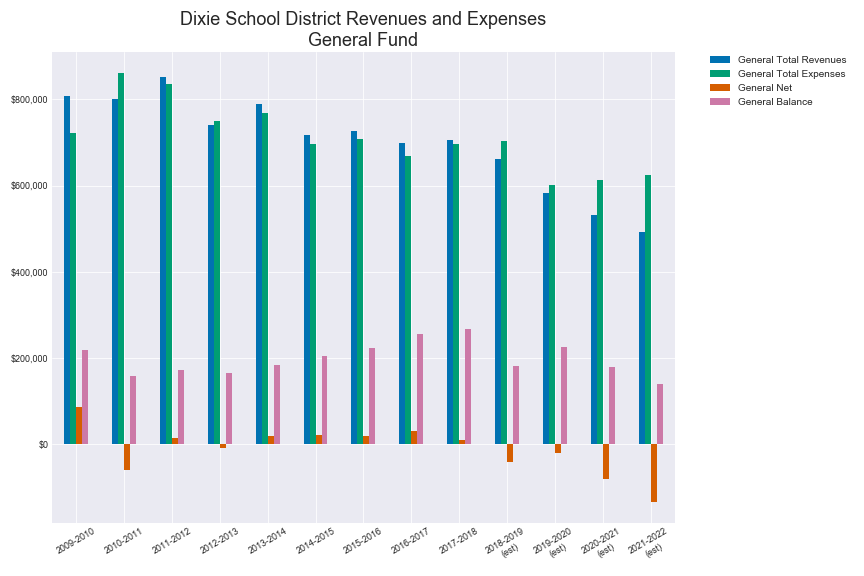 Dixie School District Revenues and Expenses
General Fund
General Total Revenues
General Total Expenses
General Net
General Balance
$800,000
$600,000
$400,000
$200,000
$0
2009-2010
2010-2011
2011-2012
2012-2013
2013-2014
2014-2015
2015-2016
2016-2017
2017-2018
2018-2019
(est)
2019-2020
(est)
2020-2021
(est)
2021-2022
(est)